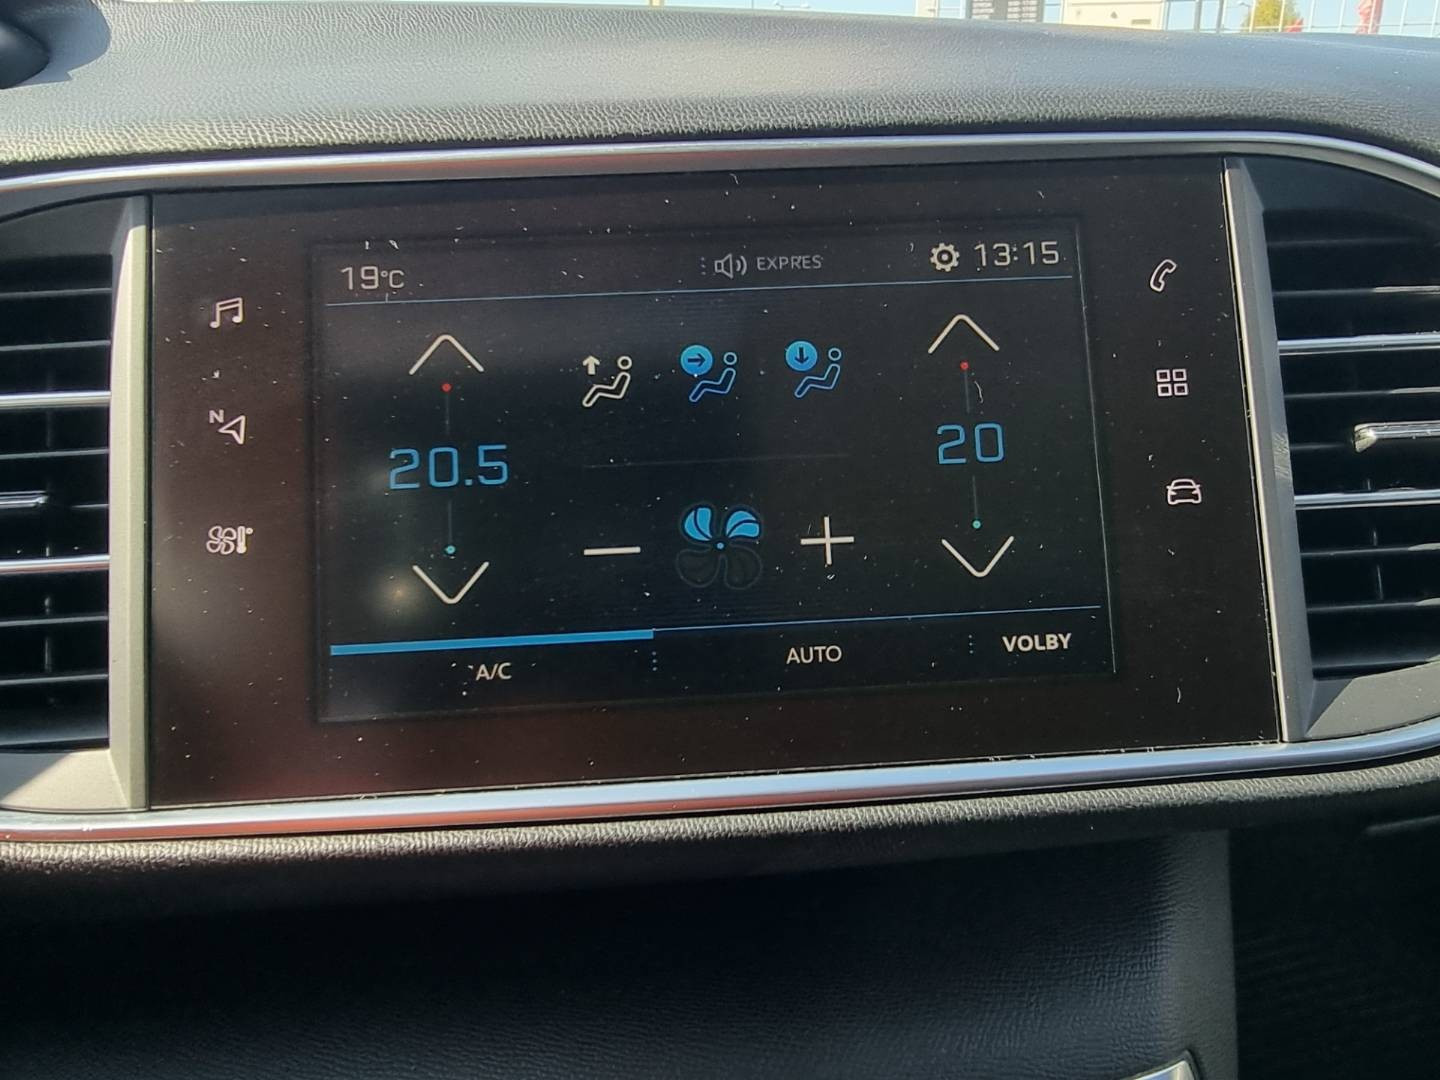 19°C
EXPRES
13:15
N
20.5
20
A/C
AUTO
VOLBY